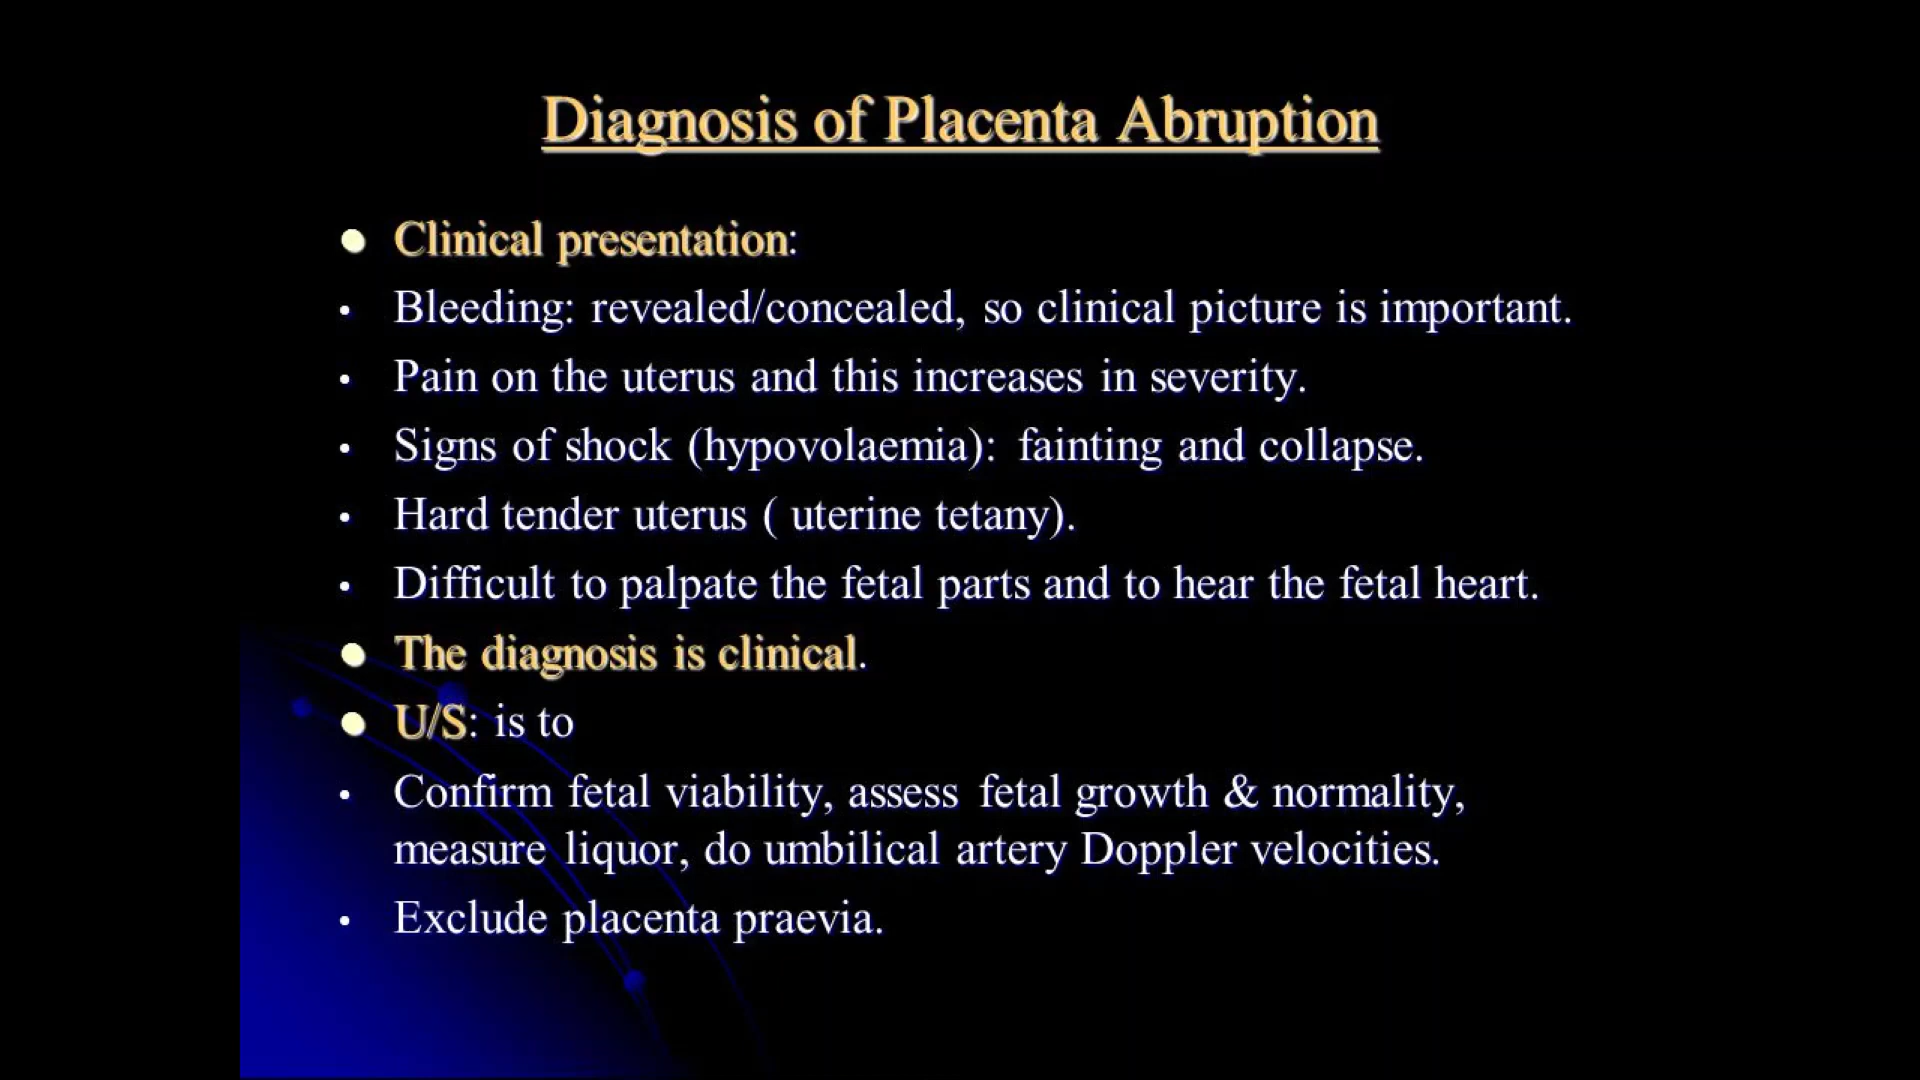 Diagnosis of Placenta Abruption
● Clinical presentation:
• Bleeding: revealed/concealed, so clinical picture is important.
• Pain on the uterus and this increases in severity.
• Signs of shock (hypovolaemia): fainting and collapse.
• Hard tender uterus ( uterine tetany).
• Difficult to palpate the fetal parts and to hear the fetal heart.
● The diagnosis is clinical.
● U/S: is to
• Confirm fetal viability, assess fetal growth & normality,
measure liquor, do umbilical artery Doppler velocities.
• Exclude placenta praevia.